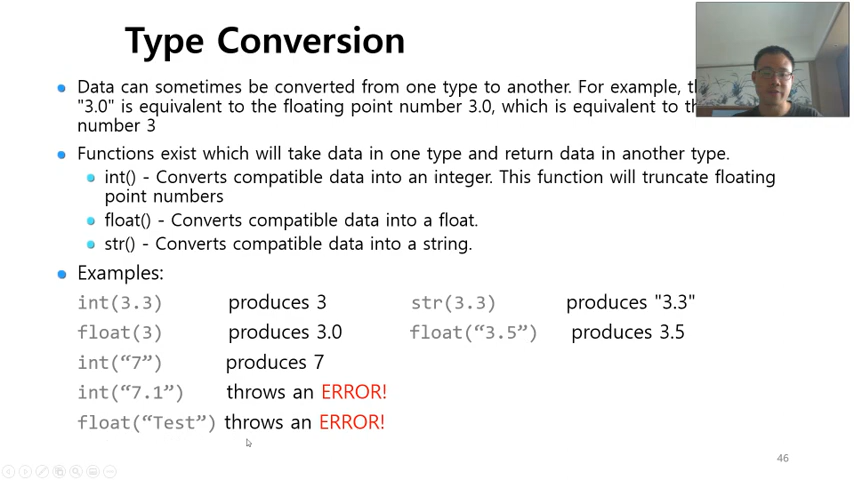 Type Conversion
Data can sometimes be converted from one type to another. For example, th
"3.0" is equivalent to the floating point number 3.0, which is equivalent to th
number 3
Functions exist which will take data in one type and return data in another type.
int() - Converts compatible data into an integer. This function will truncate floating
point numbers
float() - Converts compatible data into a float.
str() - Converts compatible data into a string.
Examples:
int(3.3) produces 3 str(3.3) produces "3.3"
float(3) produces 3.0 float(“3.5”) produces 3.5
int(“7”) produces 7
int(“7.1”) throws an ERROR!
float(“Test”) throws an ERROR!
46